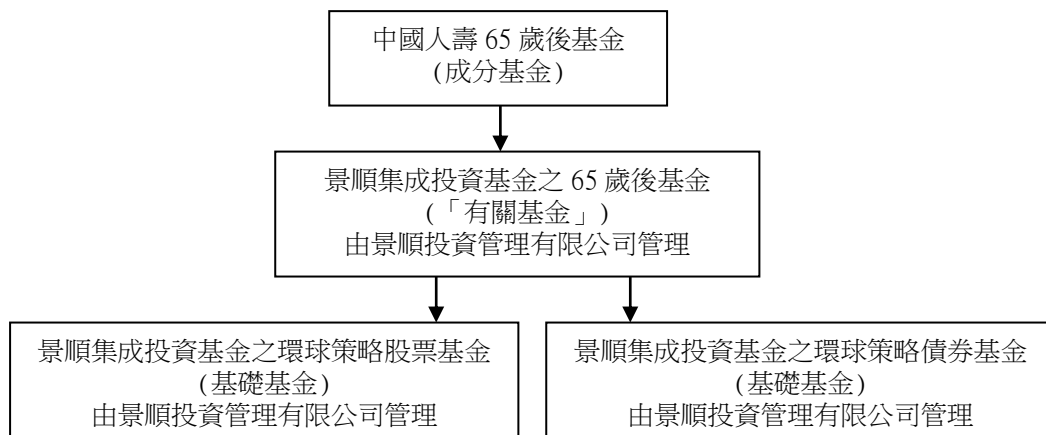 中國人壽 65 歲後基金
(成分基金)
景順集成投資基金之 65 歲後基金
(「有關基金」)
由景順投資管理有限公司管理
景順集成投資基金之環球策略股票基金
(基礎基金)
由景順投資管理有限公司管理
景順集成投資基金之環球策略債券基金
(基礎基金)
由景順投資管理有限公司管理